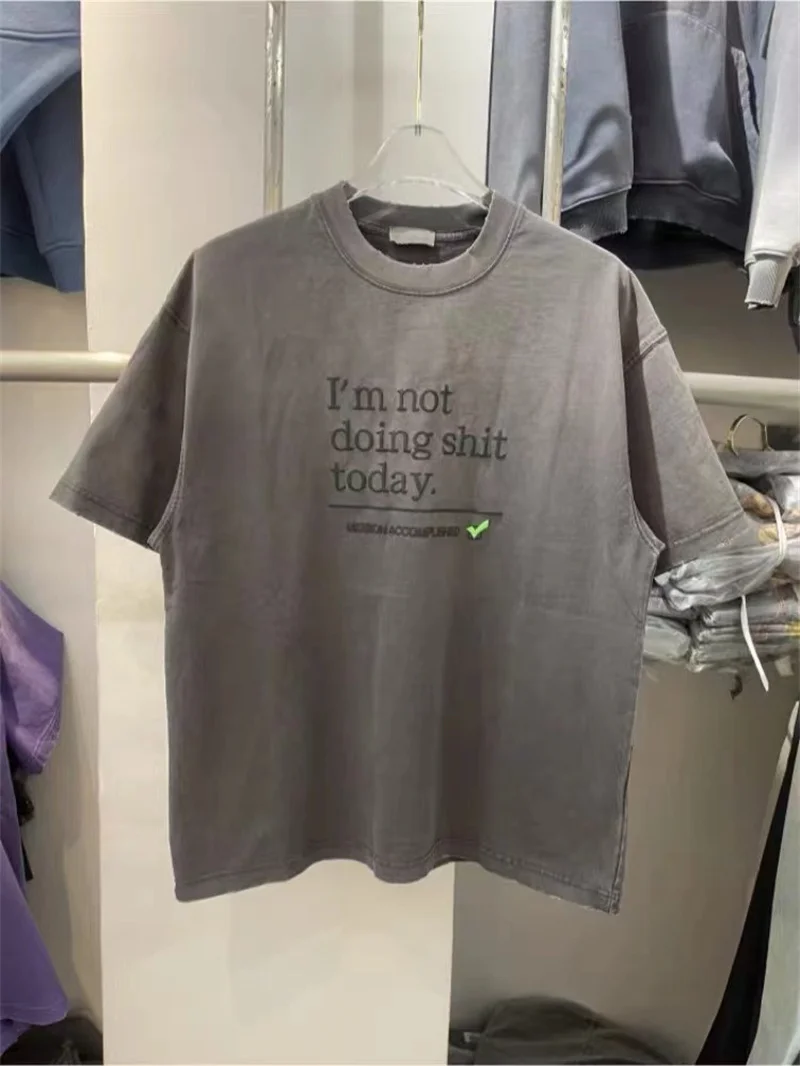 I'm not
doing shit
today.
MISSION ACCOMPLISHED